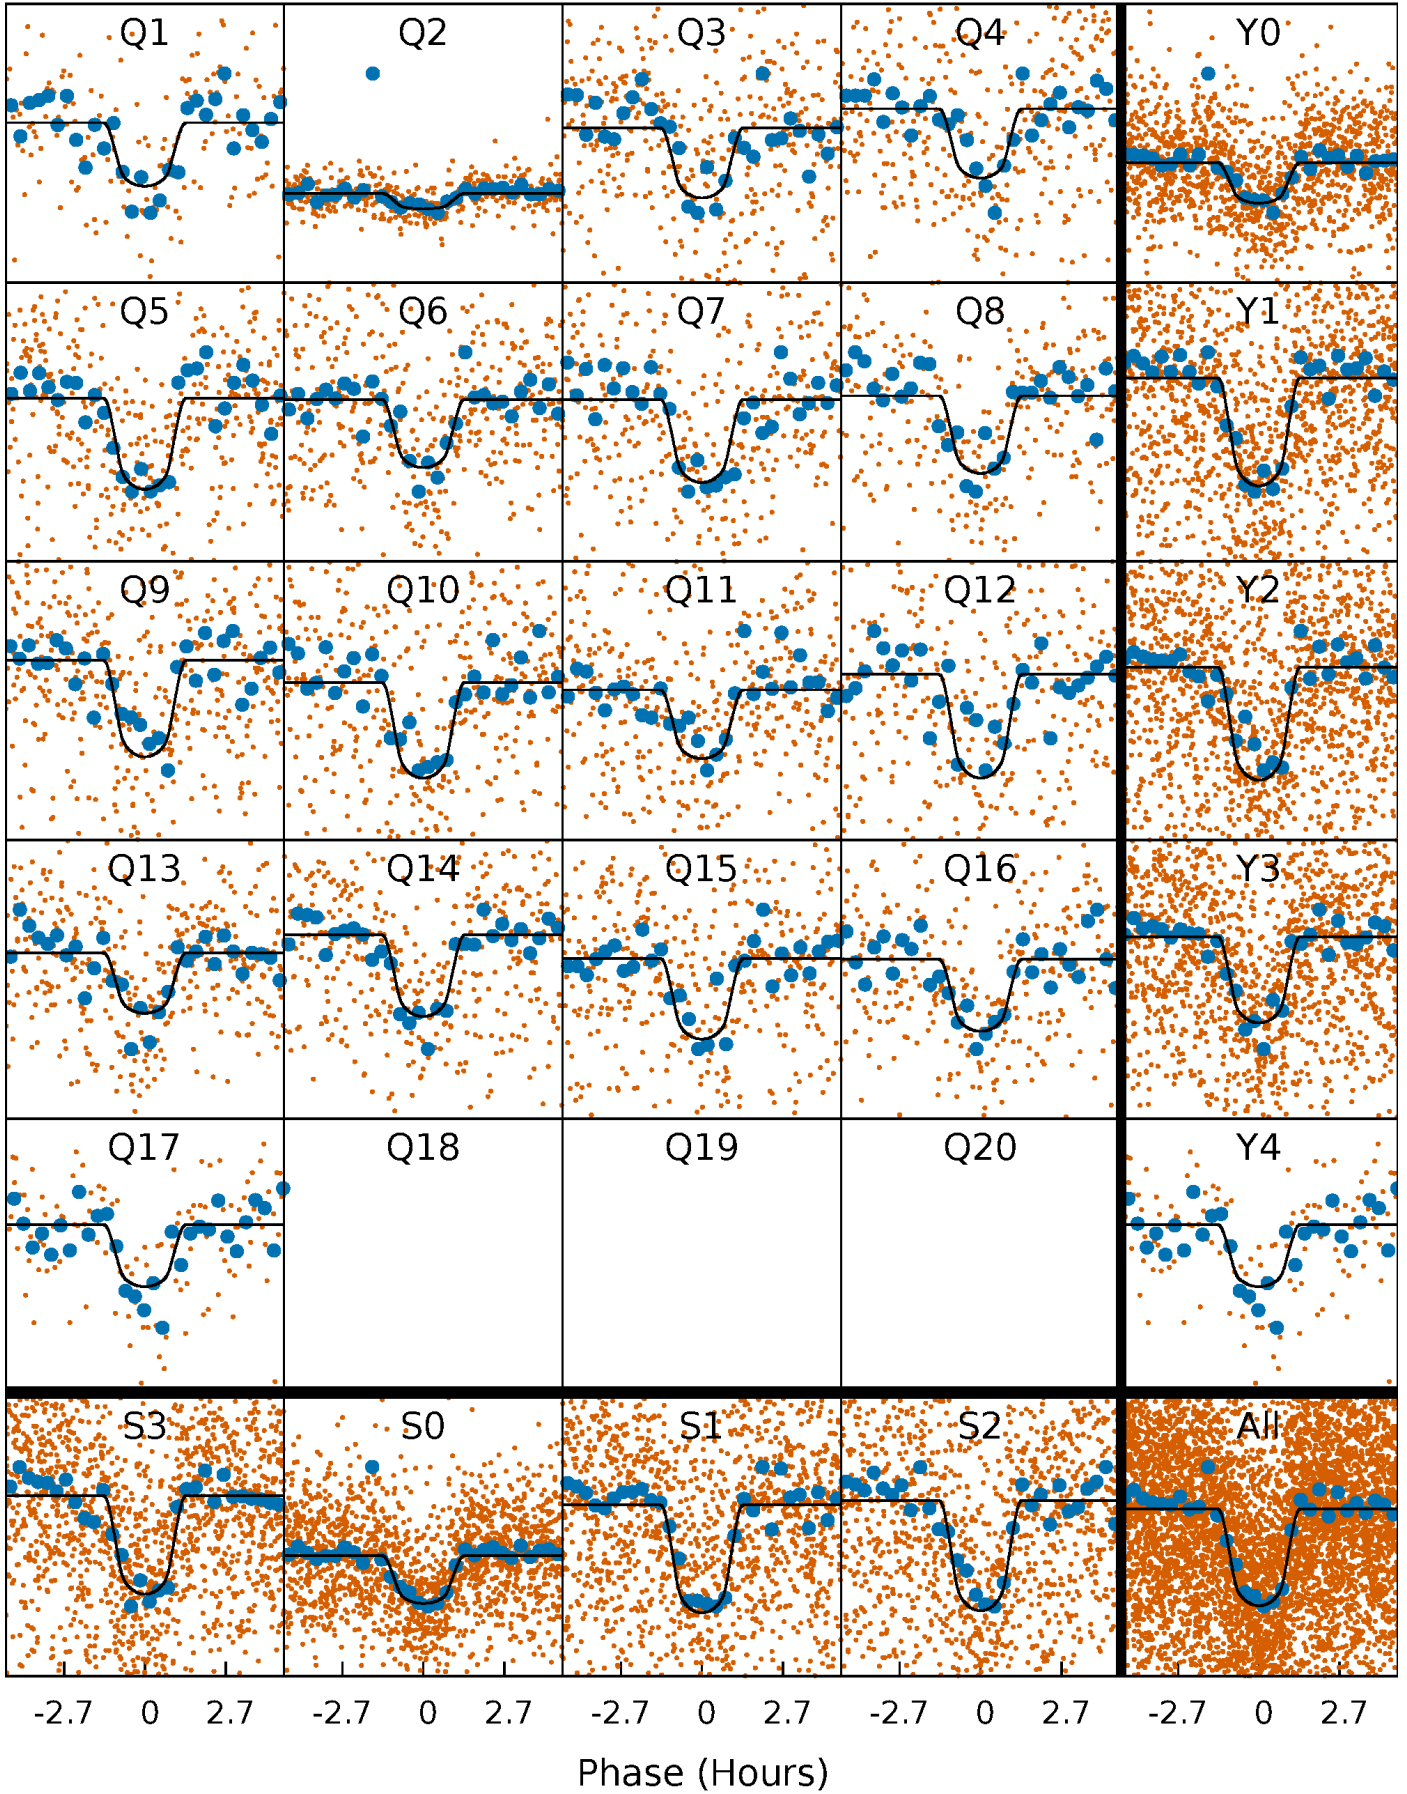 Q1 Q2 Q3 Q4 Y0
Q5 Q6 Q7 Q8 Y1
Q9 Q10 Q11 Q12 Y2
Q13 Q14 Q15 Q16 Y3
Q17 Q18 Q19 Q20 Y4
S3 S0 S1 S2 All
-2.7 0 2.7 -2.7 0 2.7 -2.7 0 2.7 -2.7 0 2.7 -2.7 0 2.7
Phase (Hours)